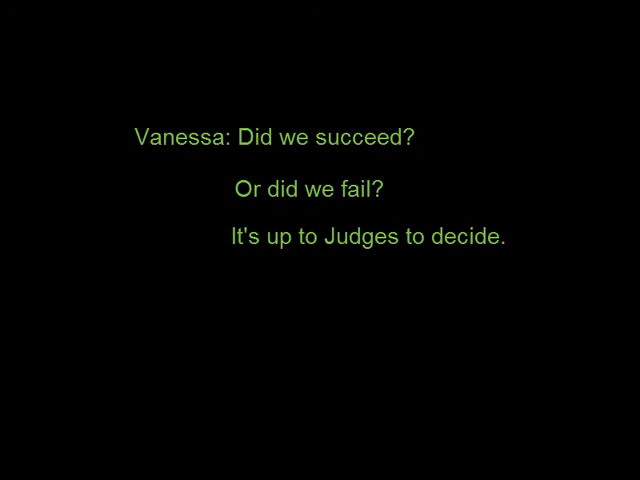 Vanessa: Did we succeed?
Or did we fail?
It's up to Judges to decide.